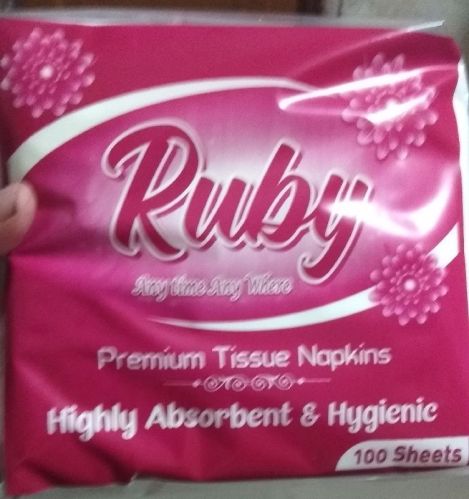 Ruby
Any time Any Where
Premium Tissue Napkins
Highly Absorbent & Hygienic
100 Sheets